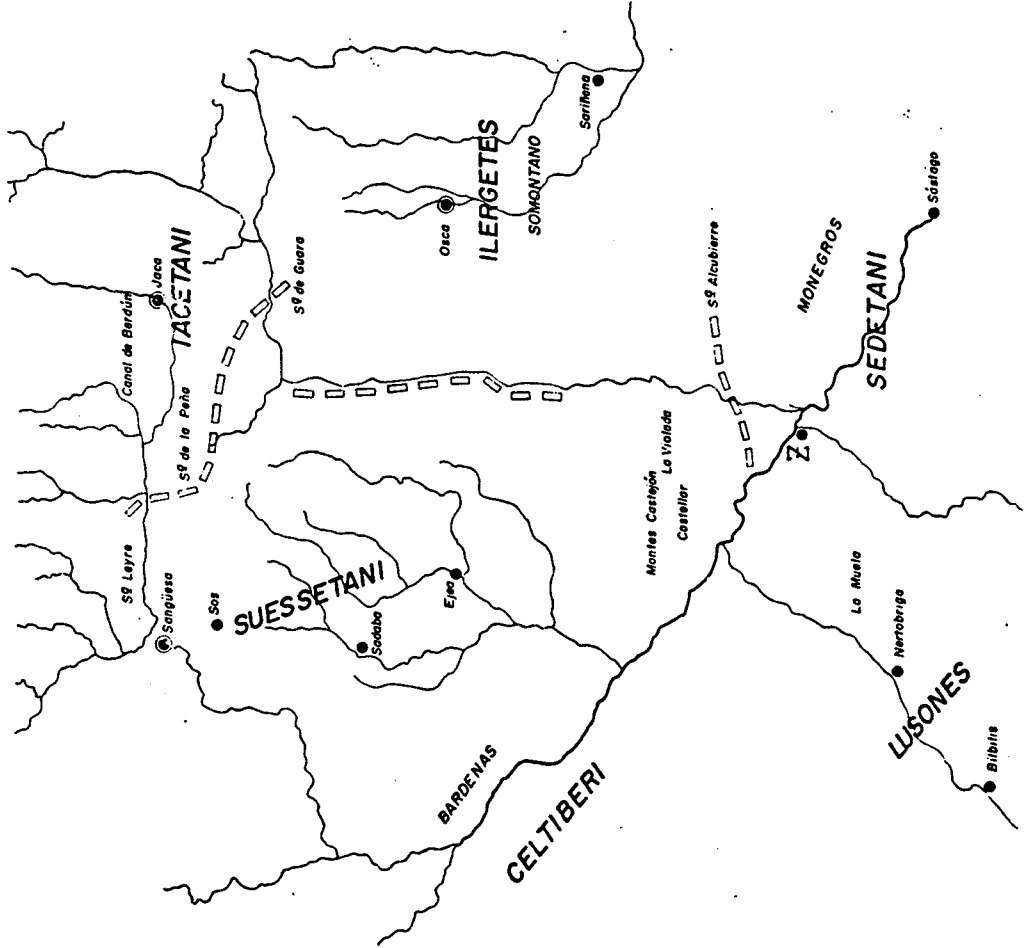 Canal de Berdún
Jaca
IACETANI
Sª de la Peña
Sª de Guara
Sª Leyre
Sangüesa
Sos
SUESSETANI
Sadaba
Ejea
Osca
ILERGETES
SOMONTANO
Sariñena
Sª Alcubierre
MONEGROS
SEDETANI
Sástago
Montes Castejón
La Violada
Castellar
Z
BARDENAS
CELTIBERI
La Muela
Nertobriga
LUSONES
Bilbilis